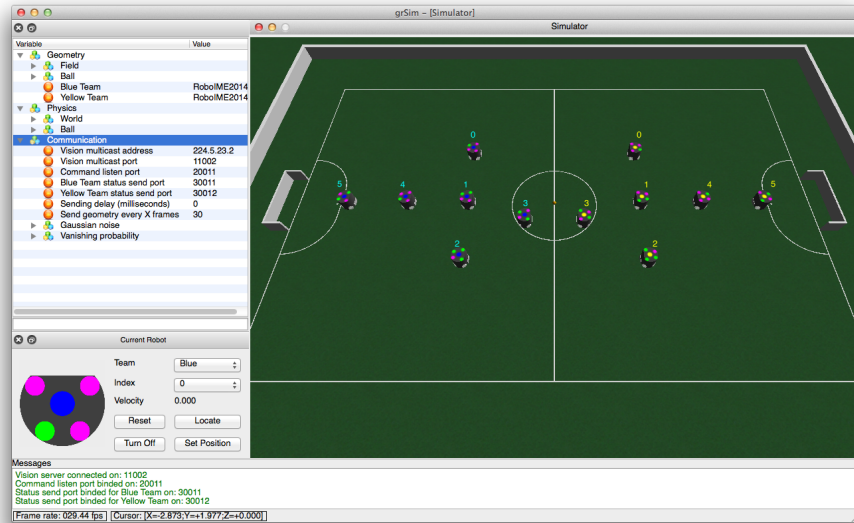 grSim - [Simulator]
Simulator
Variable Value
Geometry
Field
Ball
Blue Team RoboIME2014
Yellow Team RoboIME2014
Physics
World
Ball
Communication
Vision multicast address 224.5.23.2
Vision multicast port 11002
Command listen port 20011
Blue Team status send port 30011
Yellow Team status send port 30012
Sending delay (milliseconds) 0
Send geometry every X frames 30
Gaussian noise
Vanishing probability
0 0
5 4 1 1 4 5
3 3
2 2
Current Robot
Team Blue
Index 0
Velocity 0.000
Reset Locate
Turn Off Set Position
Messages
Vision server connected on: 11002
Command listen port binded on: 20011
Status send port binded for Blue Team on: 30011
Status send port binded for Yellow Team on: 30012
Frame rate: 029.44 fps Cursor: [X=-2.873;Y=+1.977;Z=+0.000]